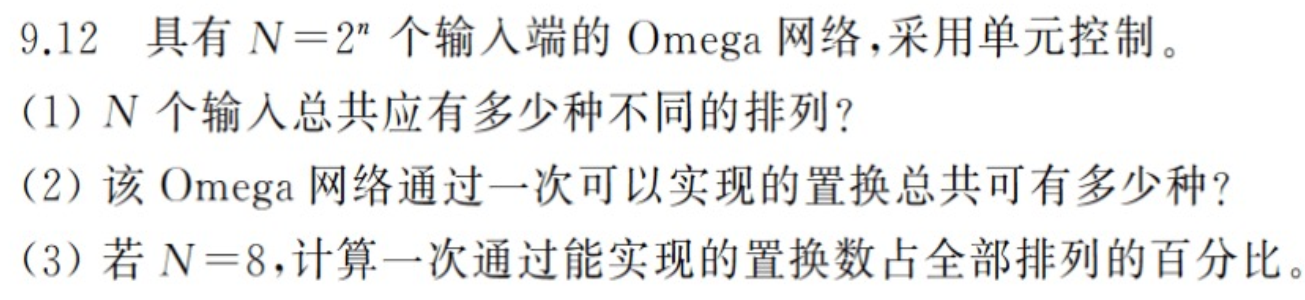 9.12 具有 N=2ⁿ 个输入端的 Omega 网络,采用单元控制。
(1) N 个输入总共应有多少种不同的排列?
(2) 该 Omega 网络通过一次可以实现的置换总共可有多少种?
(3) 若 N=8,计算一次通过能实现的置换数占全部排列的百分比。